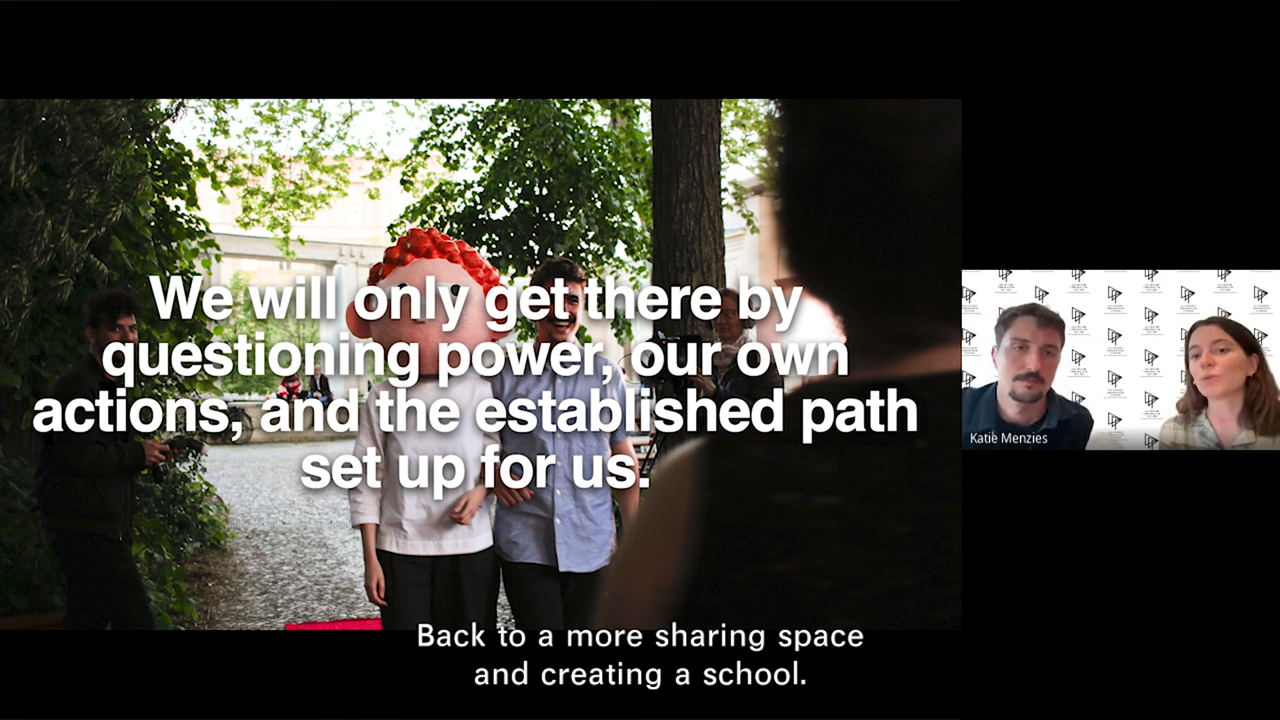 We will only get there by
questioning power, our own
actions, and the established path
set up for us.
Katie Menzies
Back to a more sharing space
and creating a school.